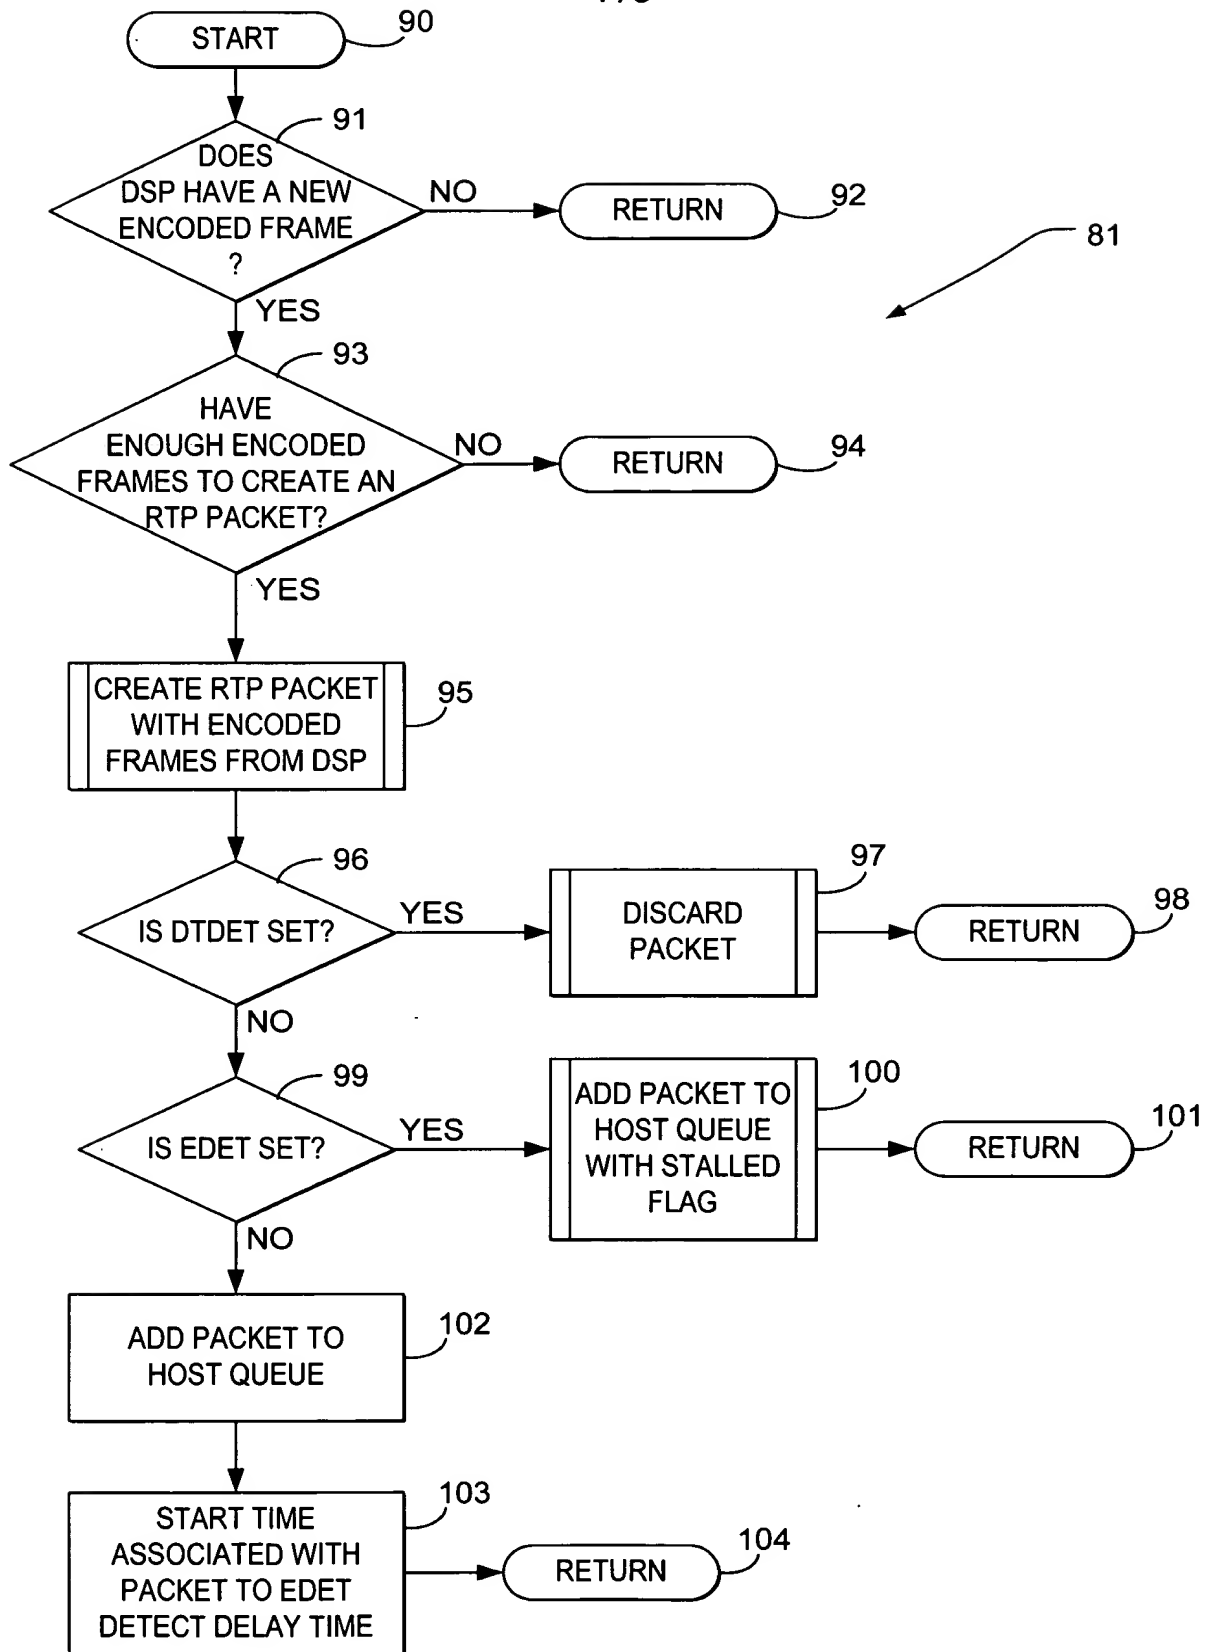 START
90
91
DOES
DSP HAVE A NEW
ENCODED FRAME
?
NO
RETURN
92
81
YES
93
HAVE
ENOUGH ENCODED
FRAMES TO CREATE AN
RTP PACKET?
NO
RETURN
94
YES
CREATE RTP PACKET
WITH ENCODED
FRAMES FROM DSP
95
96
IS DTDET SET?
YES
DISCARD
PACKET
97
RETURN
98
NO
99
IS EDET SET?
YES
ADD PACKET TO
HOST QUEUE
WITH STALLED
FLAG
100
RETURN
101
NO
ADD PACKET TO
HOST QUEUE
102
START TIME
ASSOCIATED WITH
PACKET TO EDET
DETECT DELAY TIME
103
RETURN
104